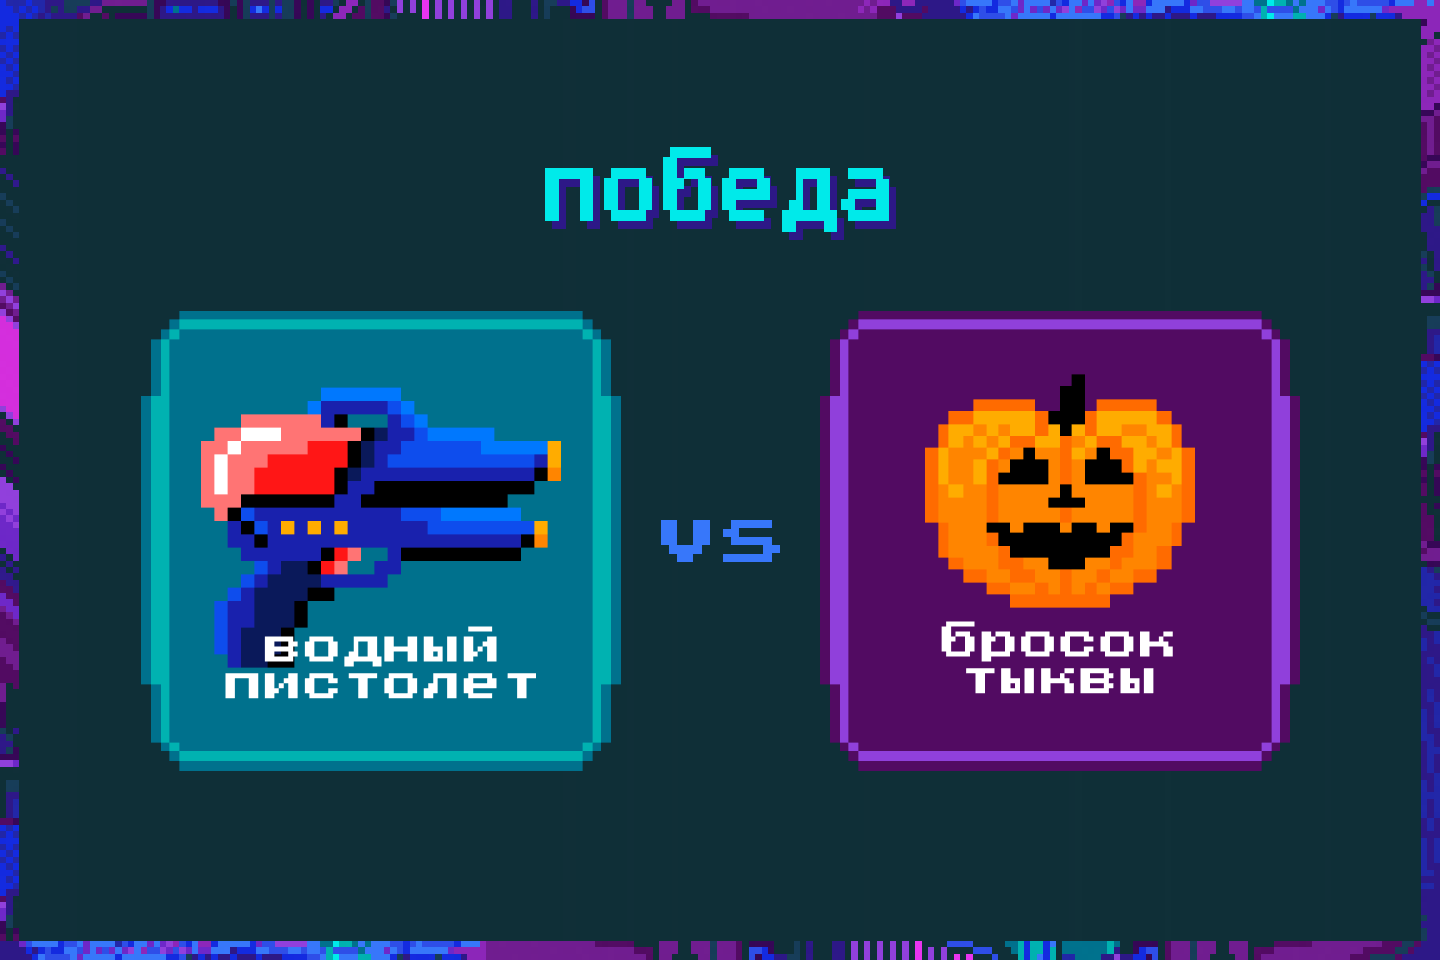 победа
водный
пистолет
vs
бросок
тыквы